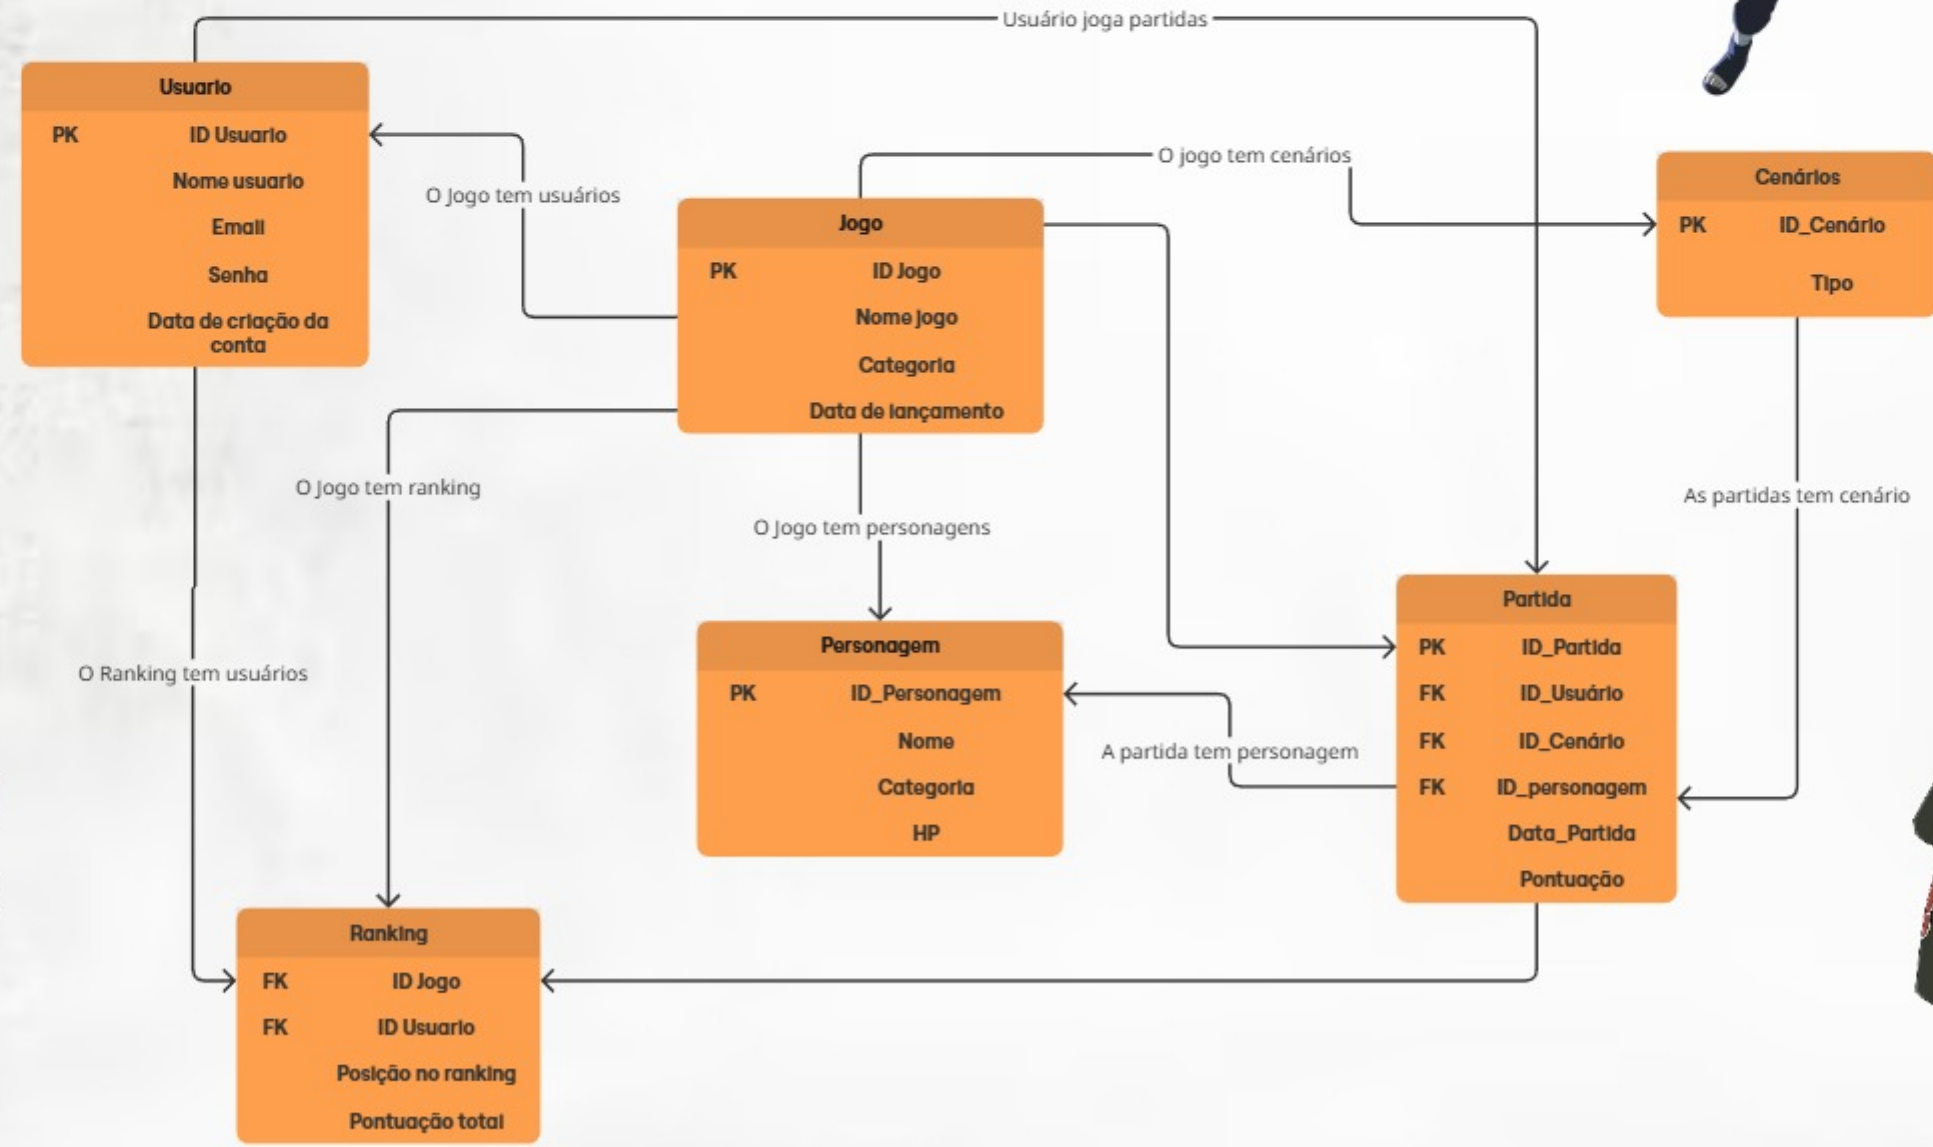 Usuário joga partidas
Usuario
PK ID Usuario
Nome usuario
Email
Senha
Data de criação da
conta
O Jogo tem usuários
O jogo tem cenários
Jogo
PK ID Jogo
Nome jogo
Categoria
Data de lançamento
Cenários
PK ID_Cenário
Tipo
O Jogo tem ranking
O Jogo tem personagens
As partidas tem cenário
O Ranking tem usuários
Personagem
PK ID_Personagem
Nome
Categoria
HP
A partida tem personagem
Partida
PK ID_Partida
FK ID_Usuário
FK ID_Cenário
FK ID_personagem
Data_Partida
Pontuação
Ranking
FK ID Jogo
FK ID Usuario
Posição no ranking
Pontuação total